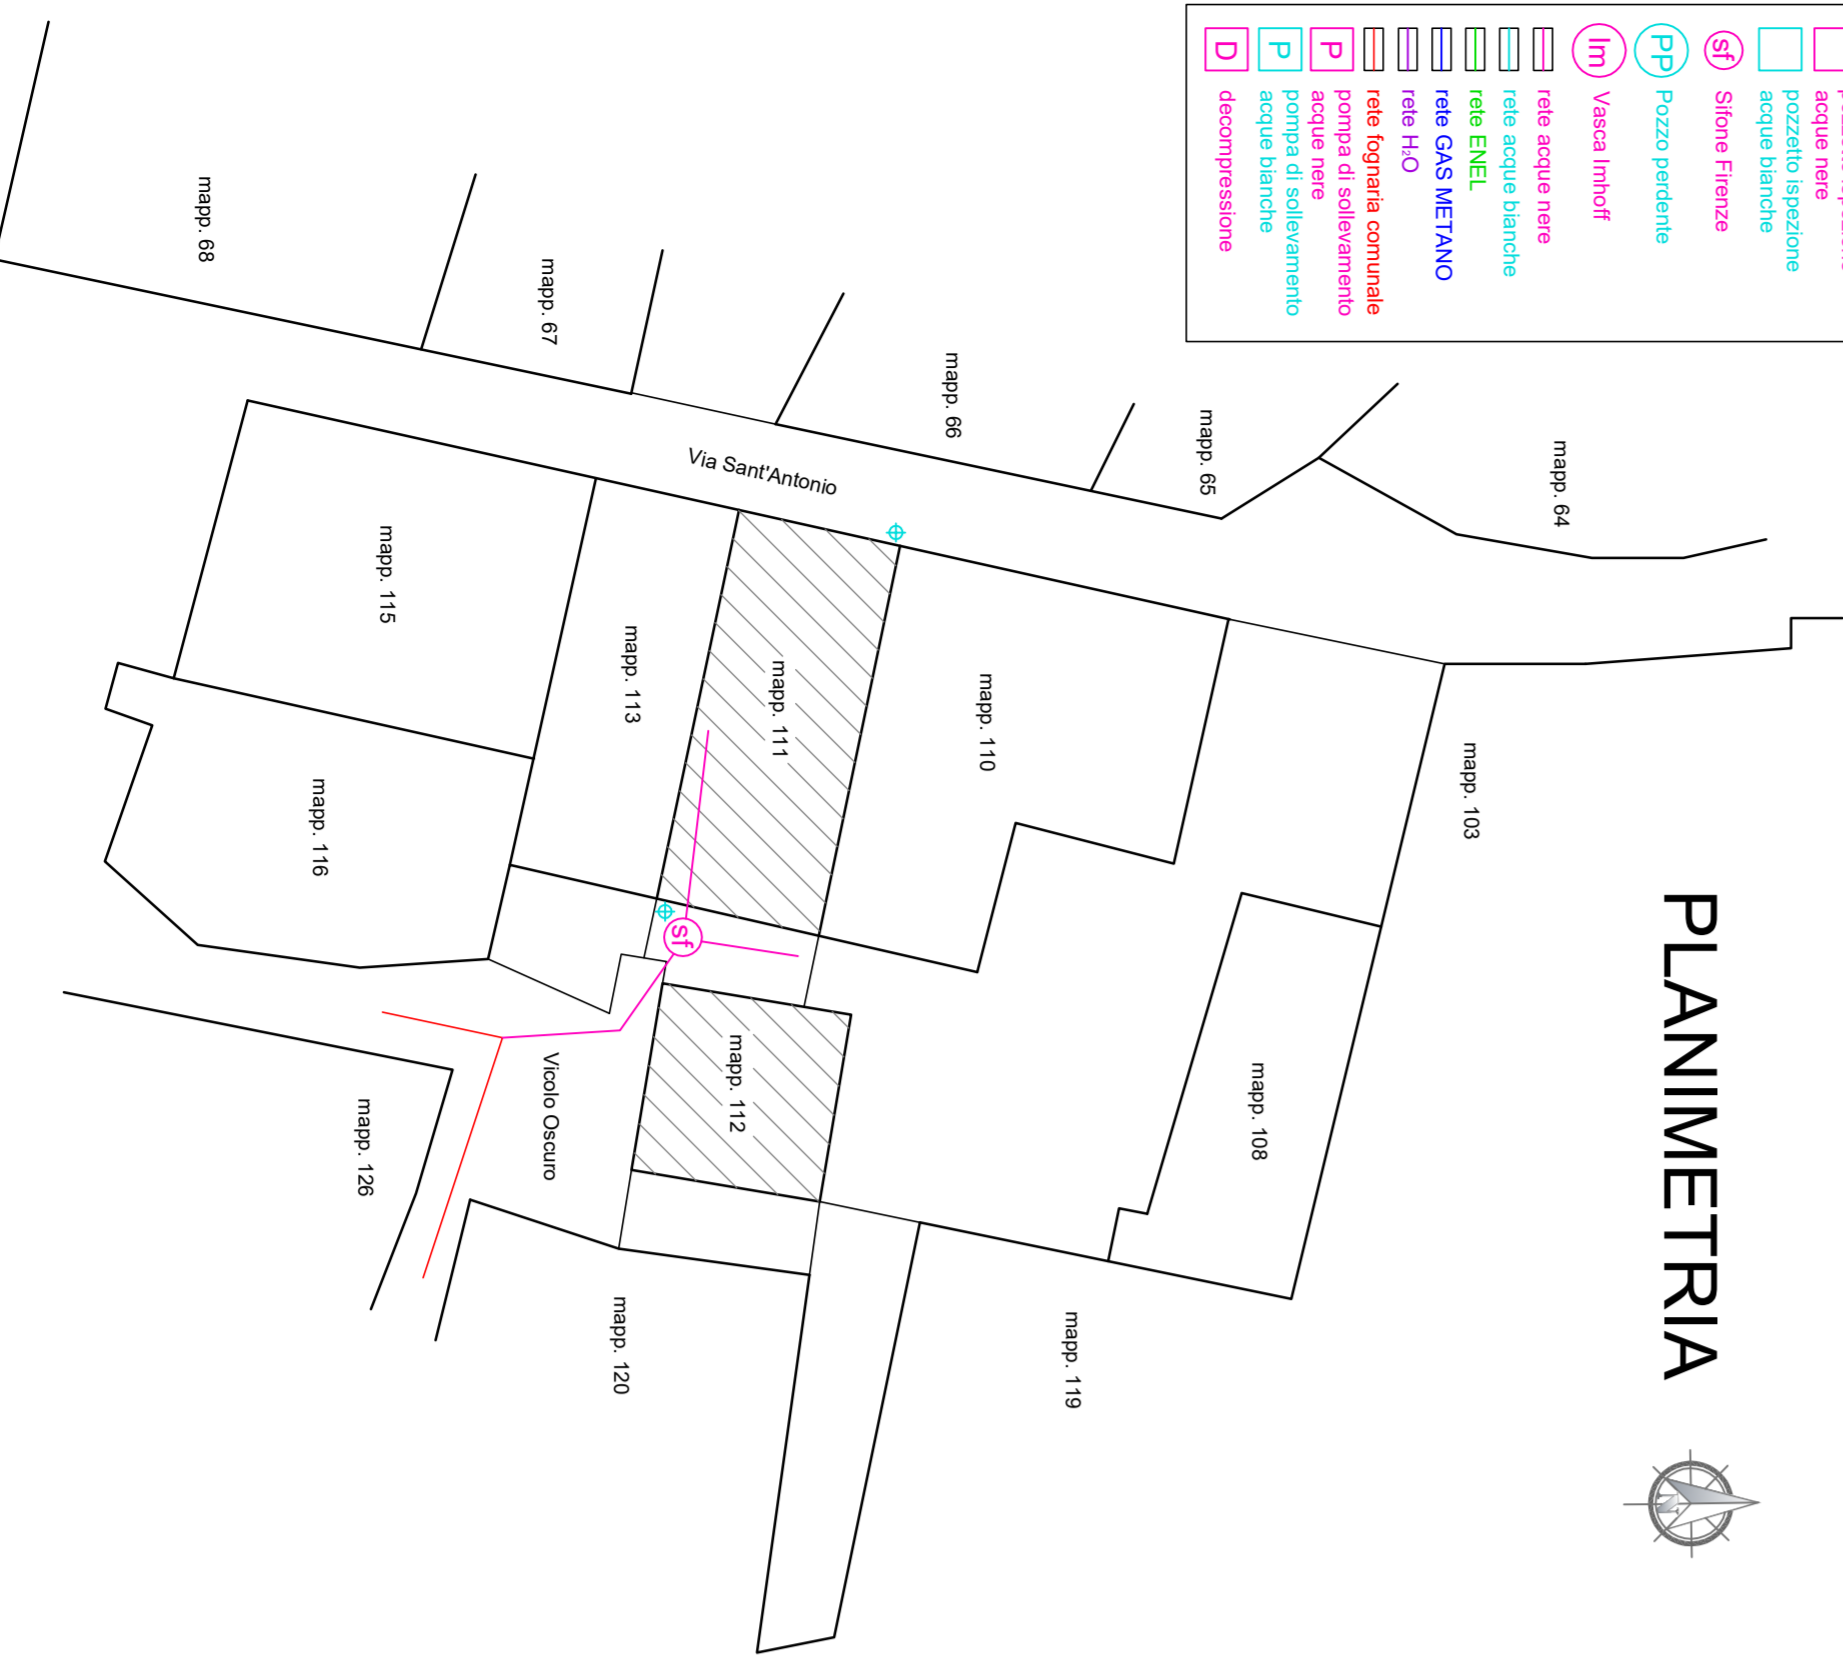 PLANIMETRIA
acque nere
pozzetto ispezione
acque bianche
sf Sifone Firenze
PP Pozzo perdente
Im Vasca Imhoff
rete acque nere
rete acque bianche
rete ENEL
rete GAS METANO
rete H₂O
rete fognaria comunale
P pompa di sollevamento
acque nere
P pompa di sollevamento
acque bianche
D decompressione
mapp. 64
mapp. 65
mapp. 66
mapp. 67
mapp. 68
Via Sant'Antonio
mapp. 103
mapp. 110
mapp. 111
mapp. 113
mapp. 115
mapp. 116
sf
mapp. 108
mapp. 112
Vicolo Oscuro
mapp. 126
mapp. 119
mapp. 120